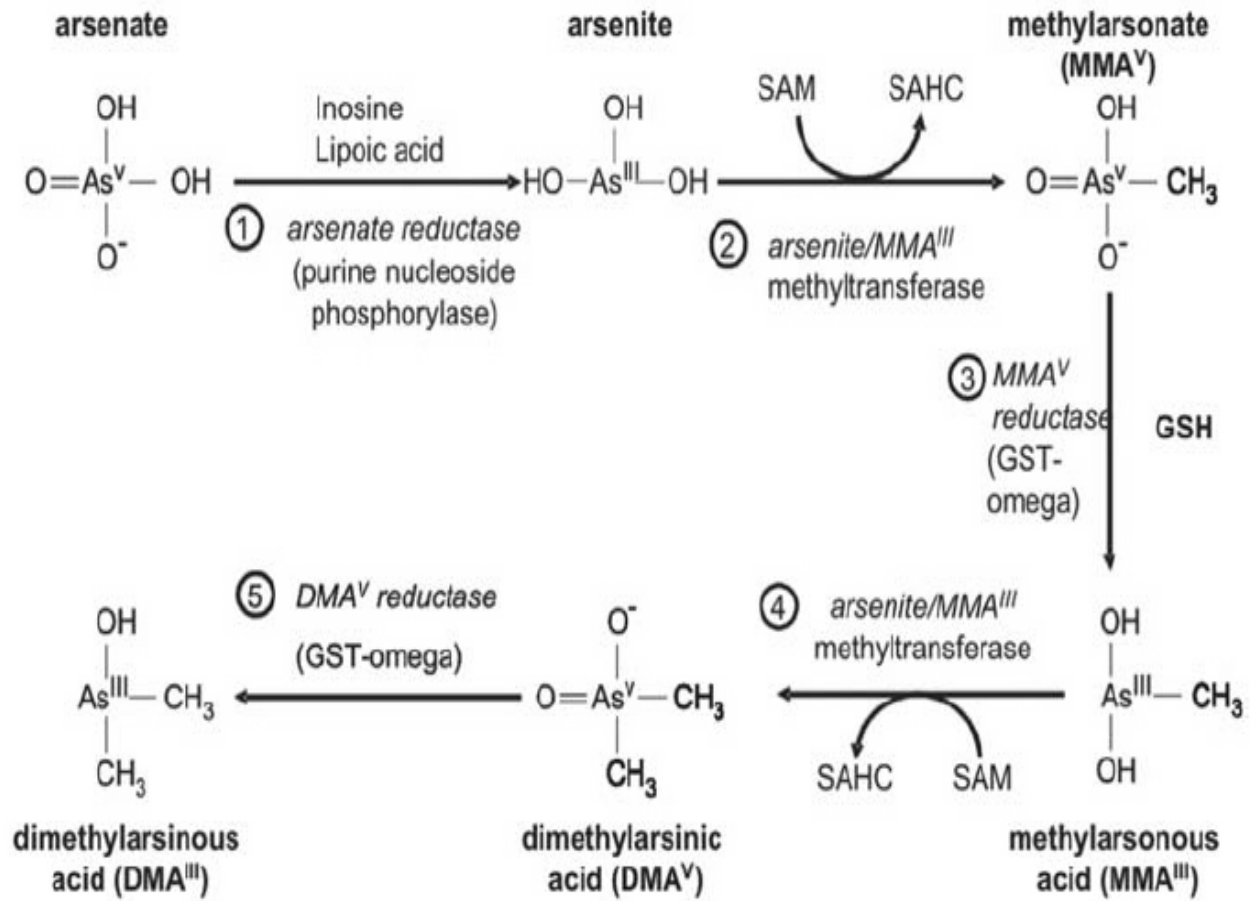 arsenate
arsenite
methylarsonate
(MMAⱽ)
OH
O=Asⱽ— OH
O⁻
Inosine
Lipoic acid
① arsenate reductase
(purine nucleoside
phosphorylase)
OH
HO—Asᴵᴵᴵ—OH
SAM
SAHC
② arsenite/MMAᴵᴵᴵ
methyltransferase
OH
O=Asⱽ—CH₃
O⁻
③ MMAⱽ
reductase
(GST-
omega)
GSH
OH
Asᴵᴵᴵ—CH₃
OH
methylarsonous
acid (MMAᴵᴵᴵ)
④ arsenite/MMAᴵᴵᴵ
methyltransferase
SAHC
SAM
O⁻
O=Asⱽ—CH₃
CH₃
dimethylarsinic
acid (DMAⱽ)
⑤ DMAⱽ reductase
(GST-omega)
OH
Asᴵᴵᴵ—CH₃
CH₃
dimethylarsinous
acid (DMAᴵᴵᴵ)